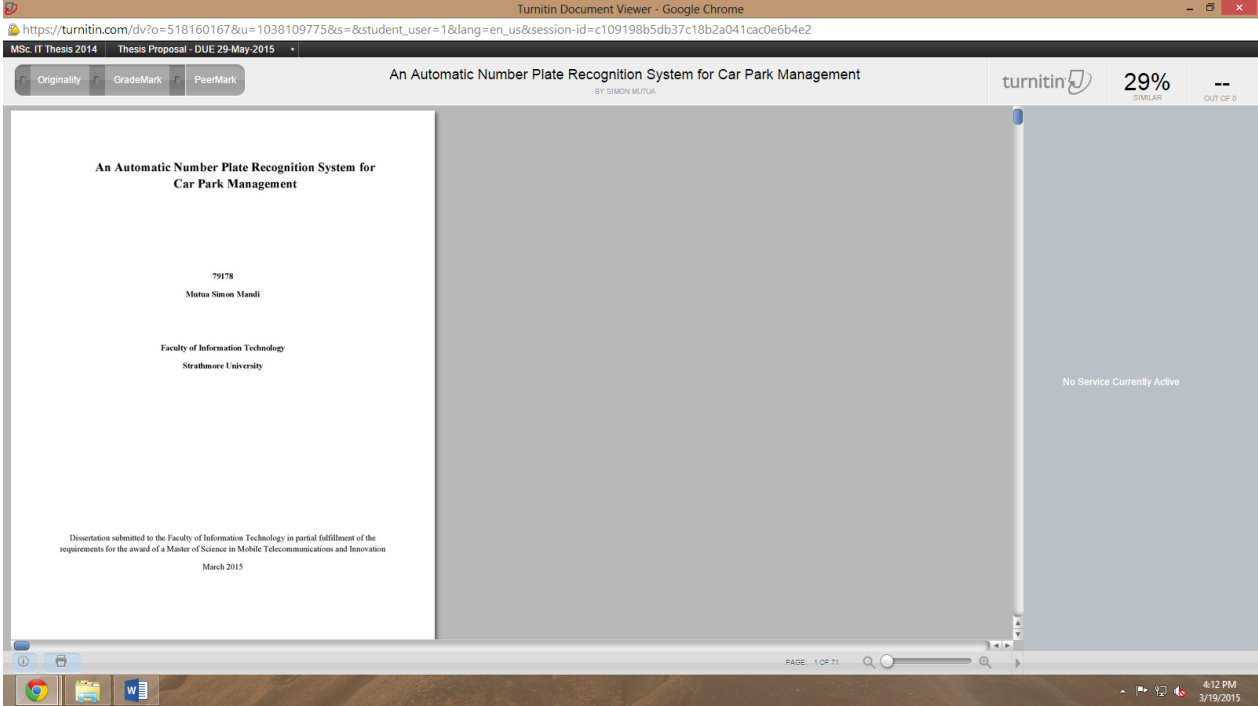 Turnitin Document Viewer - Google Chrome
https://turnitin.com/dv?o=518160167&u=1038109775&s=&student_user=1&lang=en_us&session-id=c109198b5db37c18b2a041cac0e6b4e2
MSc. IT Thesis 2014 Thesis Proposal - DUE 29-May-2015
Originality GradeMark PeerMark
An Automatic Number Plate Recognition System for Car Park Management
BY SIMON MUTUA
turnitin
29%
SIMILAR
--
OUT OF 0
An Automatic Number Plate Recognition System for
Car Park Management
79178
Mutua Simon Mandi
Faculty of Information Technology
Strathmore University
Dissertation submitted to the Faculty of Information Technology in partial fulfillment of the
requirements for the award of a Master of Science in Mobile Telecommunications and Innovation
March 2015
No Service Currently Active
PAGE: 1 OF 71
4:12 PM
3/19/2015